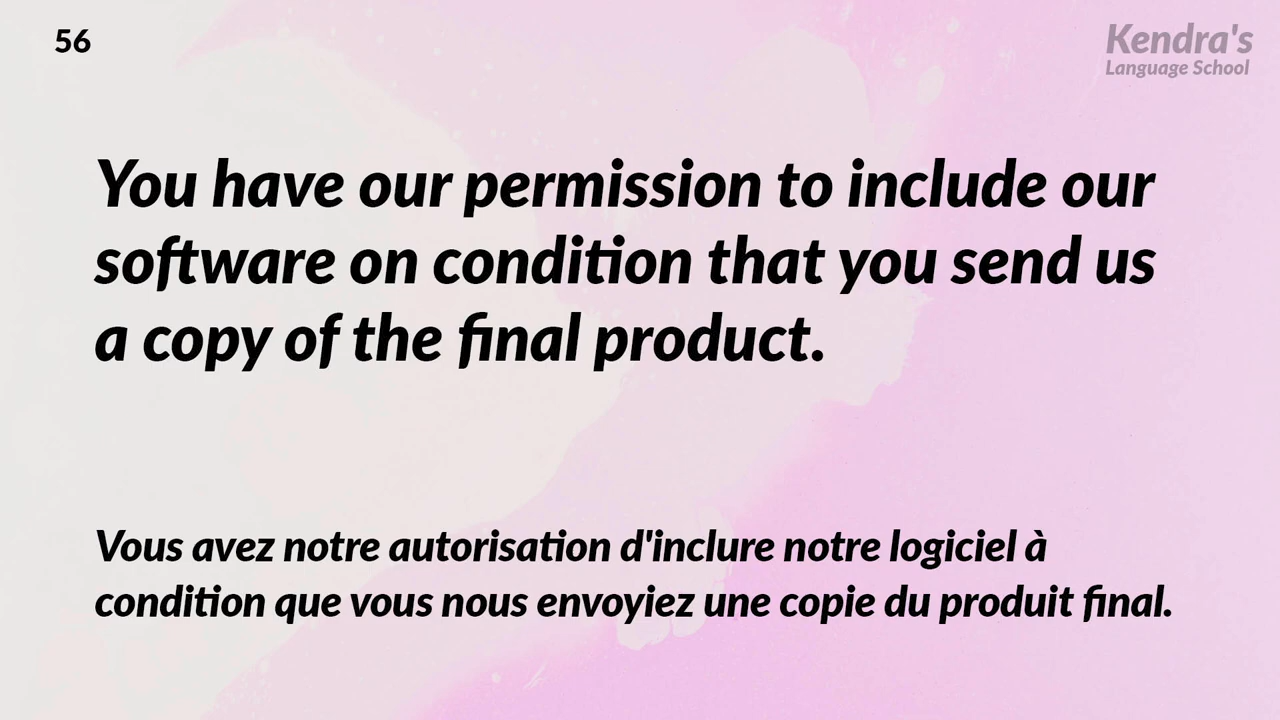 56
Kendra's
Language School
You have our permission to include our
software on condition that you send us
a copy of the final product.
Vous avez notre autorisation d'inclure notre logiciel à
condition que vous nous envoyiez une copie du produit final.